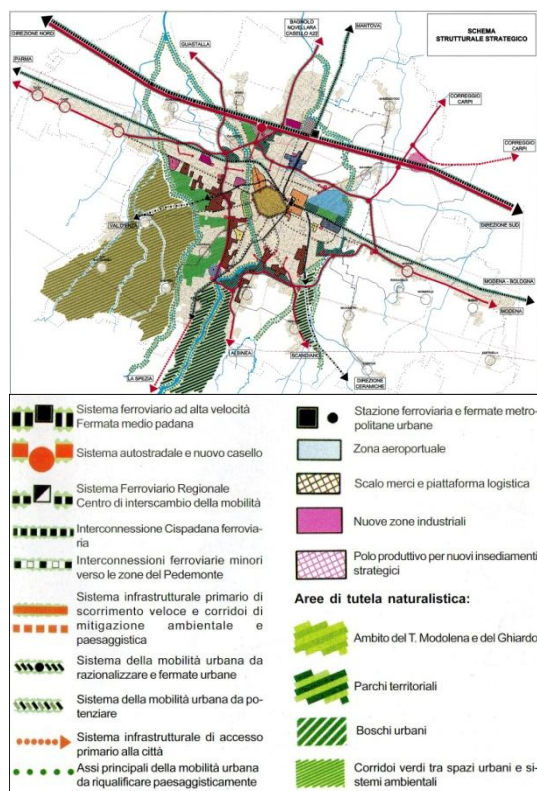 SCHEMA
STRUTTURALE STRATEGICO
DIREZIONE NORD
GUASTALLA
BAGNOLO
NOVELLARA
CASTELLO A22
MANTOVA
PARMA
CORREGGIO
CARPI
CORREGGIO
CARPI
VAL D'ENZA
DIREZIONE SUD
MODENA - BOLOGNA
MODENA
LA SPEZIA
ALBINEA
SCANDIANO
DIREZIONE
CERAMICHE
Sistema ferroviario ad alta velocità
Fermata medio padana
Sistema autostradale e nuovo casello
Sistema Ferroviario Regionale
Centro di interscambio della mobilità
Interconnessione Cispadana ferrovia-
ria
Interconnessioni ferroviarie minori
verso le zone del Pedemonte
Sistema infrastrutturale primario di
scorrimento veloce e corridoi di
mitigazione ambientale e
paesaggistica
Sistema della mobilità urbana da
razionalizzare e fermate urbane
Sistema della mobilità urbana da po-
tenziare
Sistema infrastrutturale di accesso
primario alla città
Assi principali della mobilità urbana
da riqualificare paesaggisticamente
Stazione ferroviaria e fermate metro-
politane urbane
Zona aeroportuale
Scalo merci e piattaforma logistica
Nuove zone industriali
Polo produttivo per nuovi insediamenti
strategici
Aree di tutela naturalistica:
Ambito del T. Modolena e del Ghiardo
Parchi territoriali
Boschi urbani
Corridoi verdi tra spazi urbani e si-
stemi ambientali